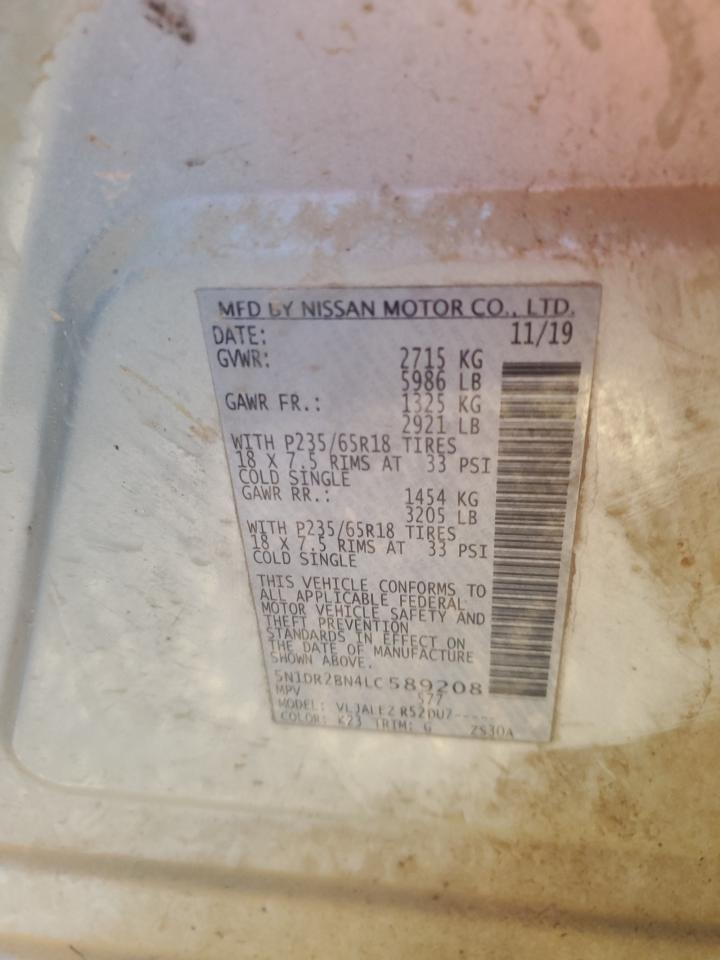 MFD BY NISSAN MOTOR CO., LTD.
DATE: 11/19
GVWR: 2715 KG
5986 LB
GAWR FR.: 1325 KG
2921 LB
WITH P235/65R18 TIRES
18 X 7.5 RIMS AT 33 PSI
COLD SINGLE
GAWR RR.: 1454 KG
3205 LB
WITH P235/65R18 TIRES
18 X 7.5 RIMS AT 33 PSI
COLD SINGLE
THIS VEHICLE CONFORMS TO
ALL APPLICABLE FEDERAL
MOTOR VEHICLE SAFETY AND
THEFT PREVENTION
STANDARDS IN EFFECT ON
THE DATE OF MANUFACTURE
SHOWN ABOVE.
5N1DR2BN4LC589208
MPV 577
MODEL: VLJALEZ R52DU7-----
COLOR: K23 TRIM: G ZS30A